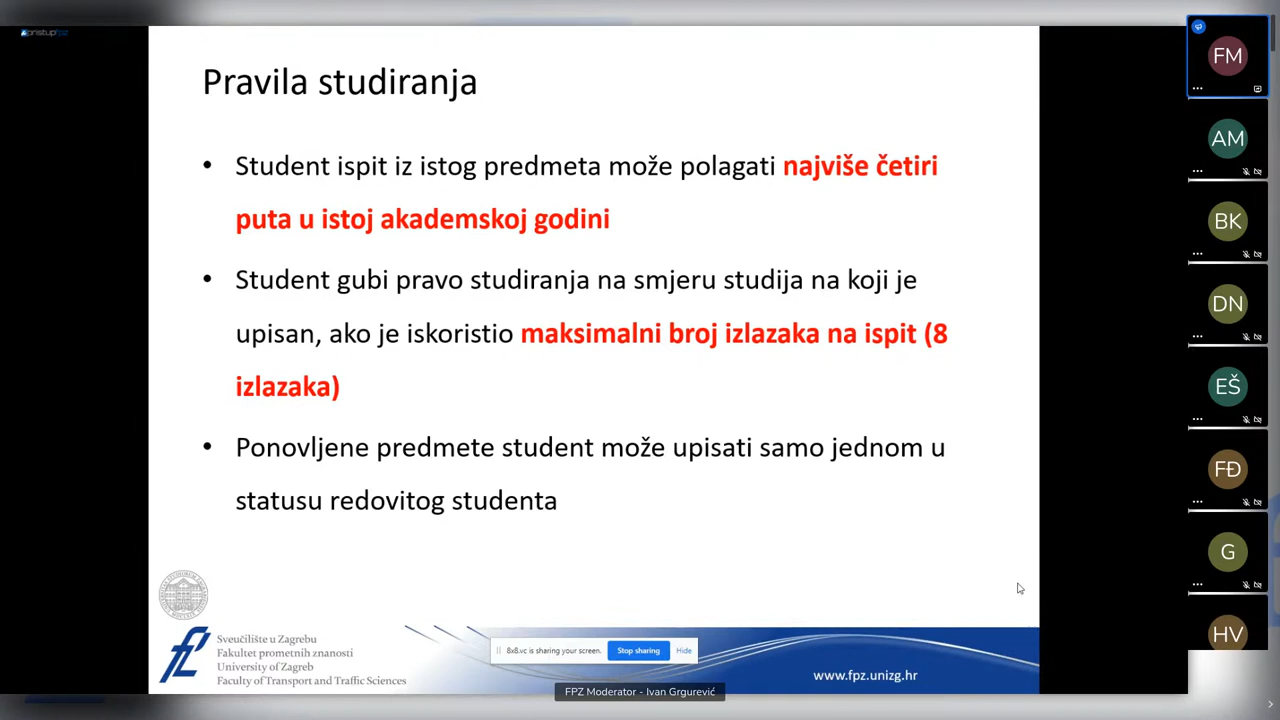 pristupfpz
Pravila studiranja
• Student ispit iz istog predmeta može polagati najviše četiri
puta u istoj akademskoj godini
• Student gubi pravo studiranja na smjeru studija na koji je
upisan, ako je iskoristio maksimalni broj izlazaka na ispit (8
izlazaka)
• Ponovljene predmete student može upisati samo jednom u
statusu redovitog studenta
Sveučilište u Zagrebu
Fakultet prometnih znanosti
University of Zagreb
Faculty of Transport and Traffic Sciences
8x8.vc is sharing your screen.
Stop sharing
Hide
www.fpz.unizg.hr
FPZ Moderator - Ivan Grgurević
FM
AM
BK
DN
EŠ
FĐ
G
HV